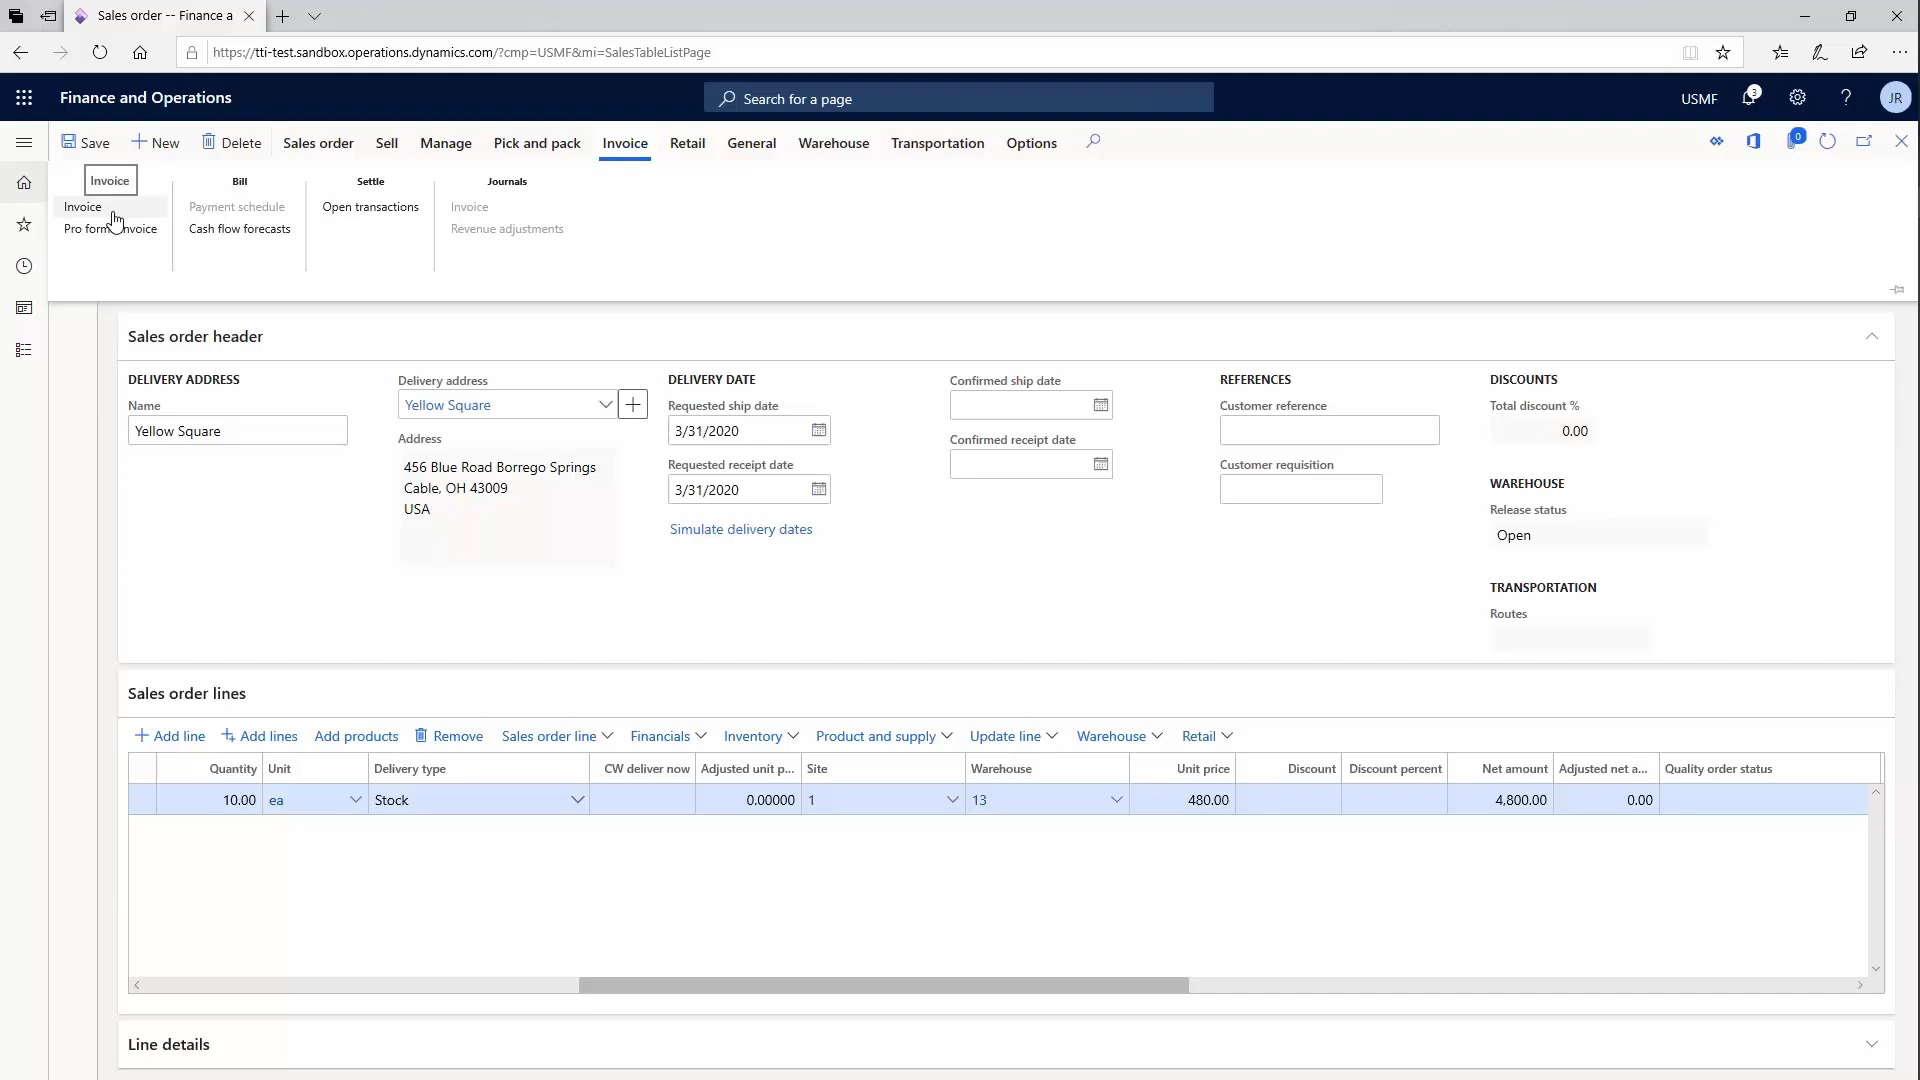 Sales order -- Finance a
https://tti-test.sandbox.operations.dynamics.com/?cmp=USMF&mi=SalesTableListPage
Finance and Operations
Search for a page
USMF
3
?
JR
Save
New
Delete
Sales order
Sell
Manage
Pick and pack
Invoice
Retail
General
Warehouse
Transportation
Options
0
Invoice
Bill
Settle
Journals
Invoice
Payment schedule
Open transactions
Invoice
Pro forma invoice
Cash flow forecasts
Revenue adjustments
Sales order header
DELIVERY ADDRESS
Name
Yellow Square
Delivery address
Yellow Square
Address
456 Blue Road Borrego Springs
Cable, OH 43009
USA
DELIVERY DATE
Requested ship date
3/31/2020
Requested receipt date
3/31/2020
Simulate delivery dates
Confirmed ship date
Confirmed receipt date
REFERENCES
Customer reference
Customer requisition
DISCOUNTS
Total discount %
0.00
WAREHOUSE
Release status
Open
TRANSPORTATION
Routes
Sales order lines
Add line
Add lines
Add products
Remove
Sales order line
Financials
Inventory
Product and supply
Update line
Warehouse
Retail
Quantity Unit Delivery type CW deliver now Adjusted unit p... Site Warehouse Unit price Discount Discount percent Net amount Adjusted net a... Quality order status
10.00 ea Stock 0.00000 1 13 480.00 4,800.00 0.00
Line details